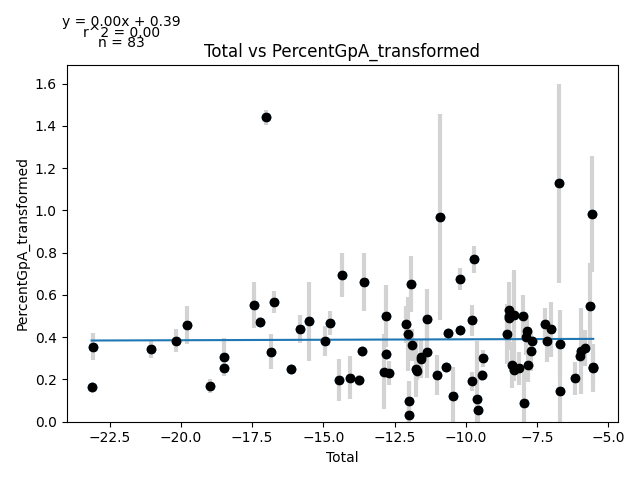 y = 0.00x + 0.39
r^2 = 0.00
n = 83
Total vs PercentGpA_transformed
PercentGpA_transformed
1.6
1.4
1.2
1.0
0.8
0.6
0.4
0.2
0.0
−22.5 −20.0 −17.5 −15.0 −12.5 −10.0 −7.5 −5.0
Total